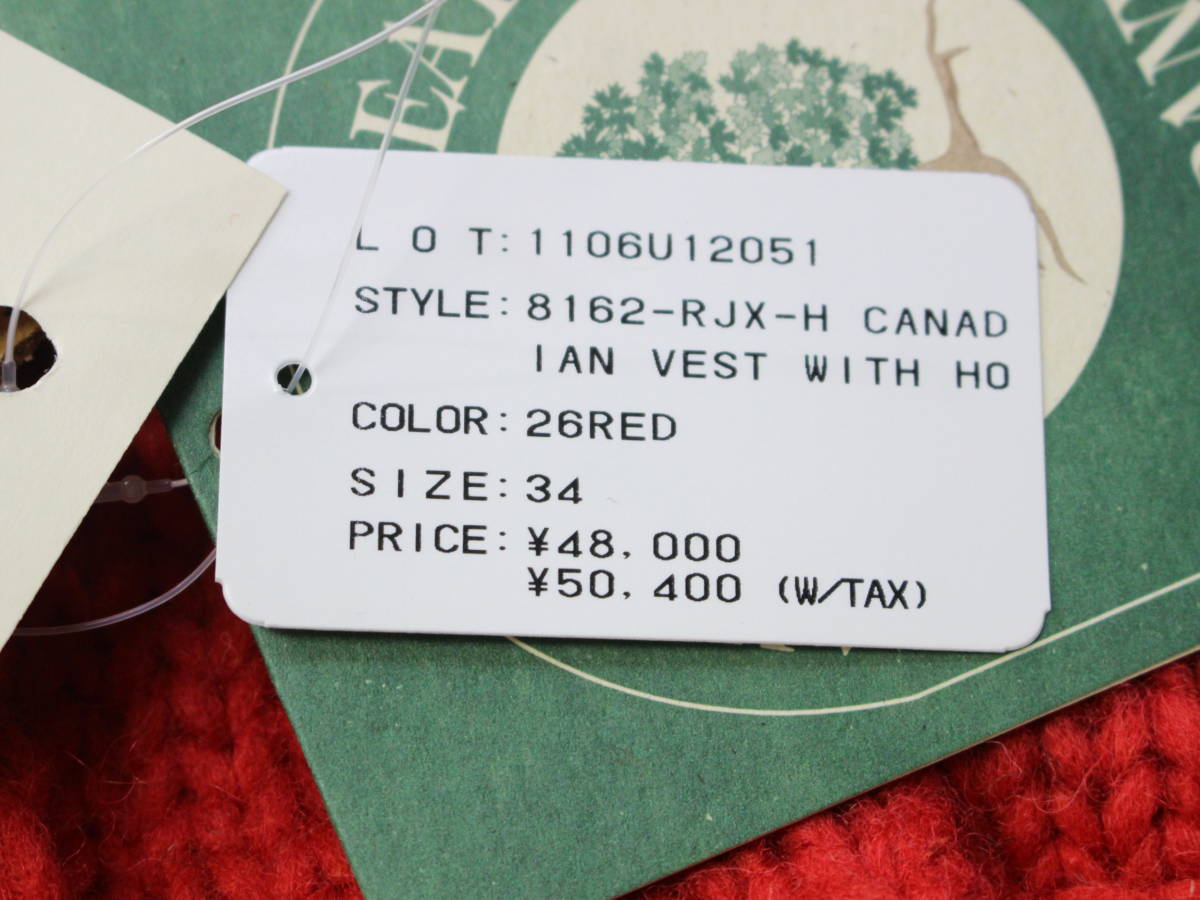 L O T: 1106U12051
STYLE: 8162-RJX-H CANAD
IAN VEST WITH HO
COLOR: 26RED
SIZE: 34
PRICE: ¥48,000
¥50,400 (W/TAX)